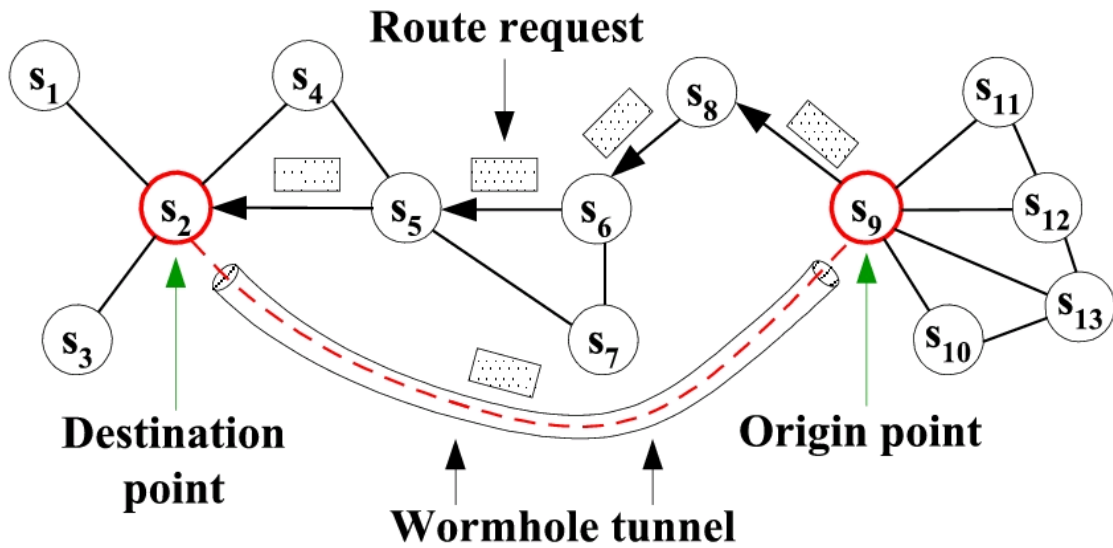 Route request
s1
s4
s8
s11
s2
s5
s6
s9
s12
s3
s7
s10
s13
Destination
point
Origin point
Wormhole tunnel